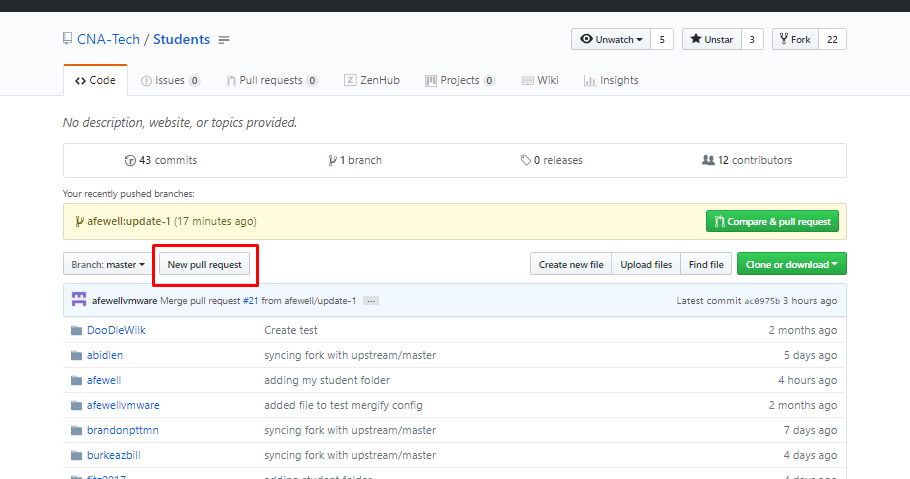 CNA-Tech / Students
Unwatch 5 Unstar 3 Fork 22
Code Issues 0 Pull requests 0 ZenHub Projects 0 Wiki Insights
No description, website, or topics provided.
43 commits 1 branch 0 releases 12 contributors
Your recently pushed branches:
afewell:update-1 (17 minutes ago) Compare & pull request
Branch: master New pull request Create new file Upload files Find file Clone or download
afewellvmware Merge pull request #21 from afewell/update-1 ... Latest commit ac0975b 3 hours ago
DooDleWilk Create test 2 months ago
abidlen syncing fork with upstream/master 5 days ago
afewell adding my student folder 4 hours ago
afewellvmware added file to test mergify config 2 months ago
brandonpttmn syncing fork with upstream/master 7 days ago
burkeazbill syncing fork with upstream/master 4 days ago
adding student folder 4 days ago